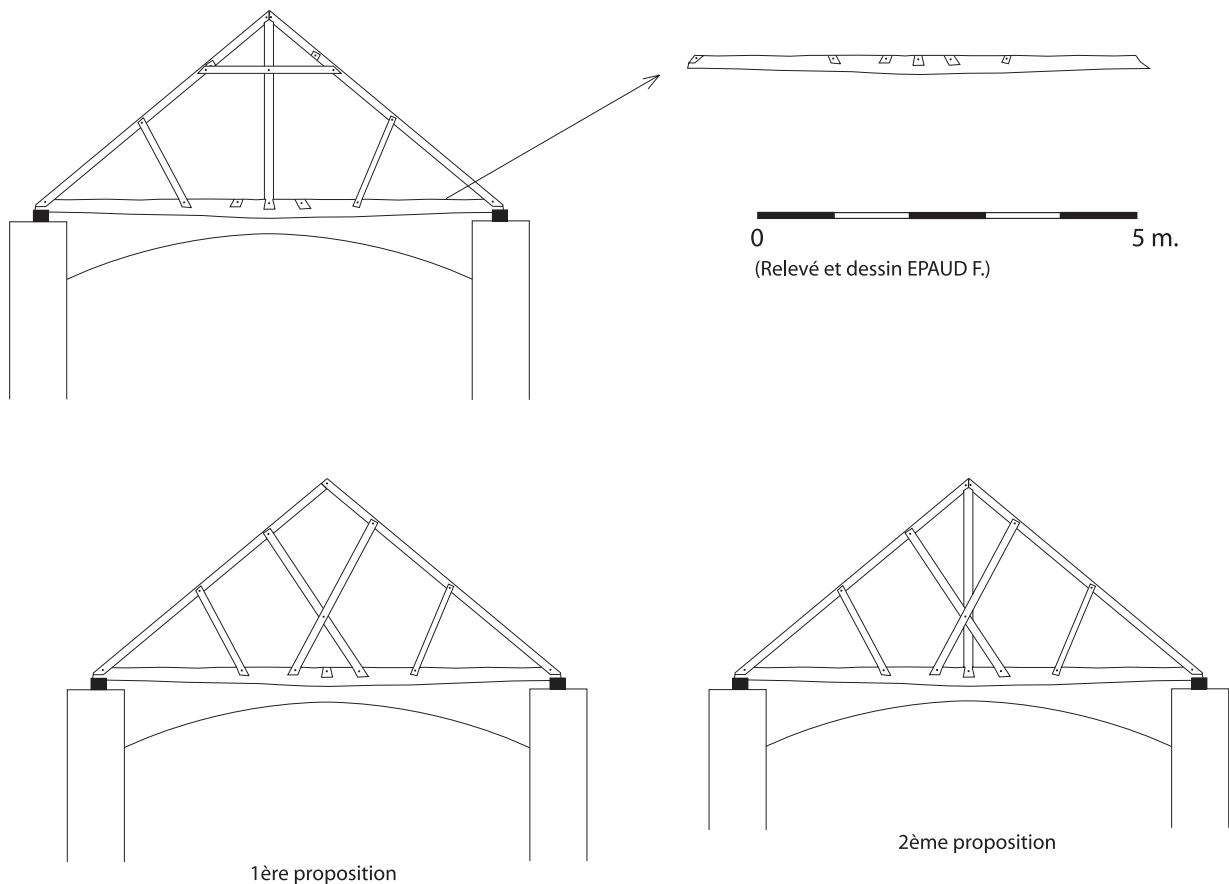 0 5 m.
(Relevé et dessin EPAUD F.)
1ère proposition
2ème proposition